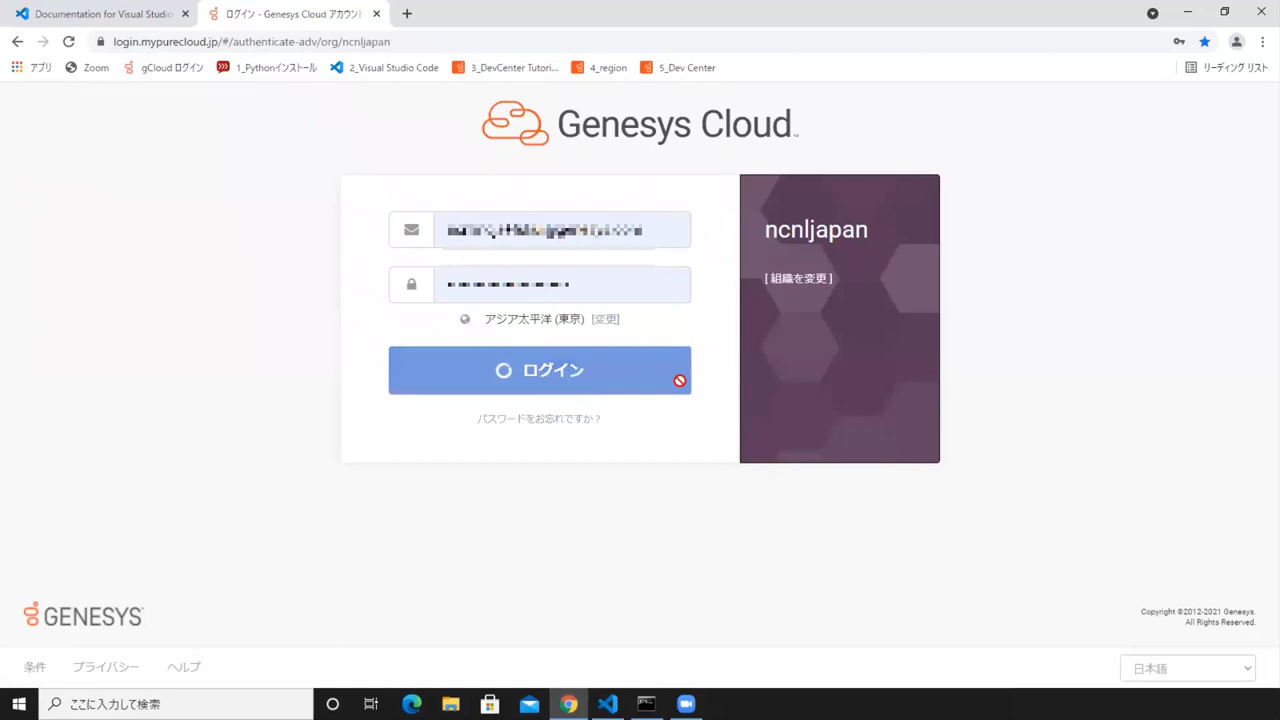 Documentation for Visual Studio
ログイン - Genesys Cloud アカウント
login.mypurecloud.jp/#/authenticate-adv/org/ncnljapan
アプリ
Zoom
gCloud ログイン
1_Pythonインストール
2_Visual Studio Code
3_DevCenter Tutori...
4_region
5_Dev Center
リーディング リスト
Genesys Cloud
ncnljapan
[ 組織を変更 ]
アジア太平洋 (東京) [変更]
ログイン
パスワードをお忘れですか ?
GENESYS
Copyright ©2012-2021 Genesys.
All Rights Reserved.
条件
プライバシー
ヘルプ
日本語
ここに入力して検索